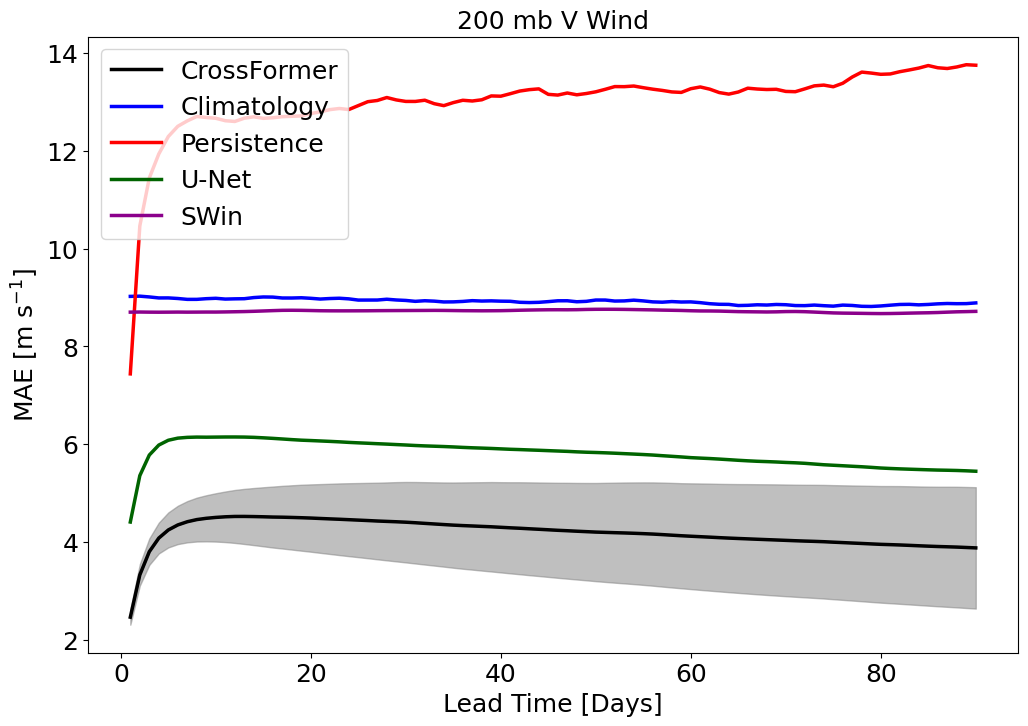 200 mb V Wind
14
12
10
8
6
4
2
MAE [m s⁻¹]
CrossFormer
Climatology
Persistence
U-Net
SWin
0 20 40 60 80
Lead Time [Days]